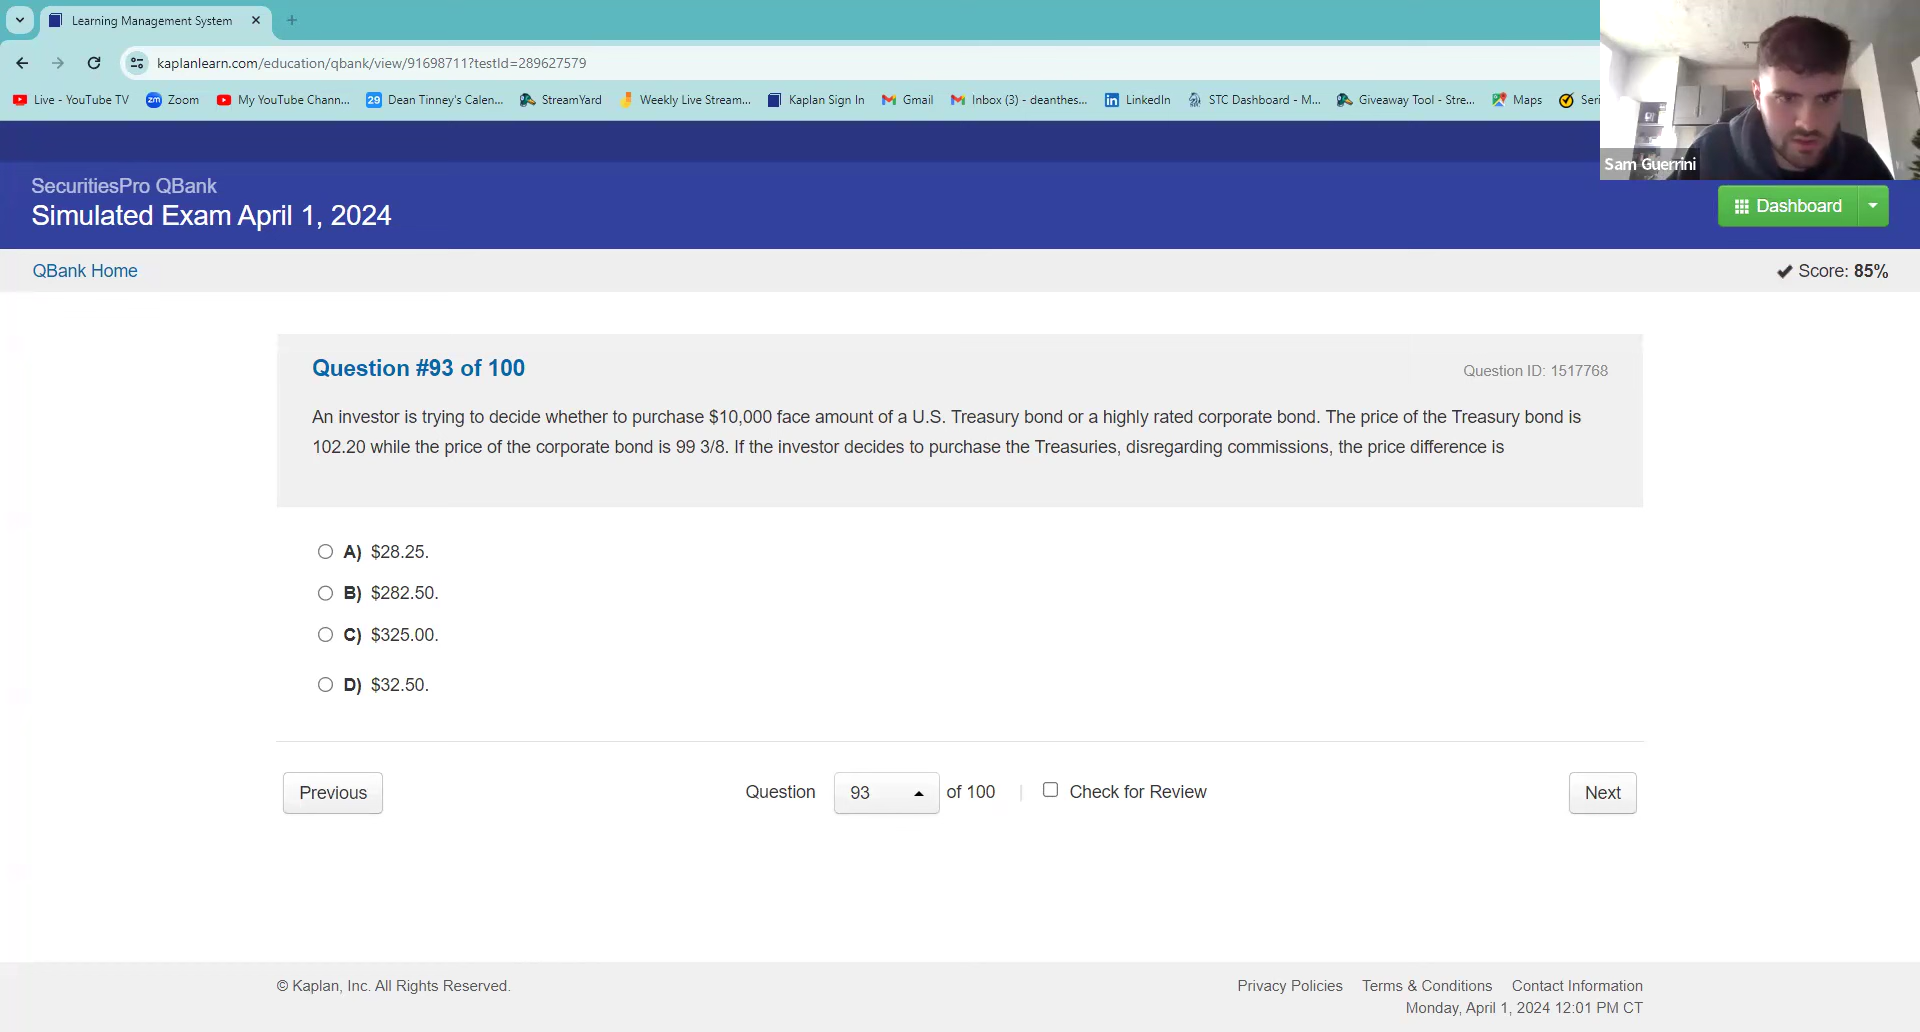 Learning Management System
kaplanlearn.com/education/qbank/view/91698711?testId=289627579
Live - YouTube TV
zm Zoom
My YouTube Chann...
29 Dean Tinney's Calen...
StreamYard
Weekly Live Stream...
Kaplan Sign In
Gmail
Inbox (3) - deanthes...
in LinkedIn
STC Dashboard - M...
Giveaway Tool - Stre...
Maps
Seri
Sam Guerrini
SecuritiesPro QBank
Simulated Exam April 1, 2024
Dashboard
QBank Home
Score: 85%
Question #93 of 100
Question ID: 1517768
An investor is trying to decide whether to purchase $10,000 face amount of a U.S. Treasury bond or a highly rated corporate bond. The price of the Treasury bond is
102.20 while the price of the corporate bond is 99 3/8. If the investor decides to purchase the Treasuries, disregarding commissions, the price difference is
A) $28.25.
B) $282.50.
C) $325.00.
D) $32.50.
Previous
Question 93 of 100 | Check for Review
Next
© Kaplan, Inc. All Rights Reserved.
Privacy Policies Terms & Conditions Contact Information
Monday, April 1, 2024 12:01 PM CT